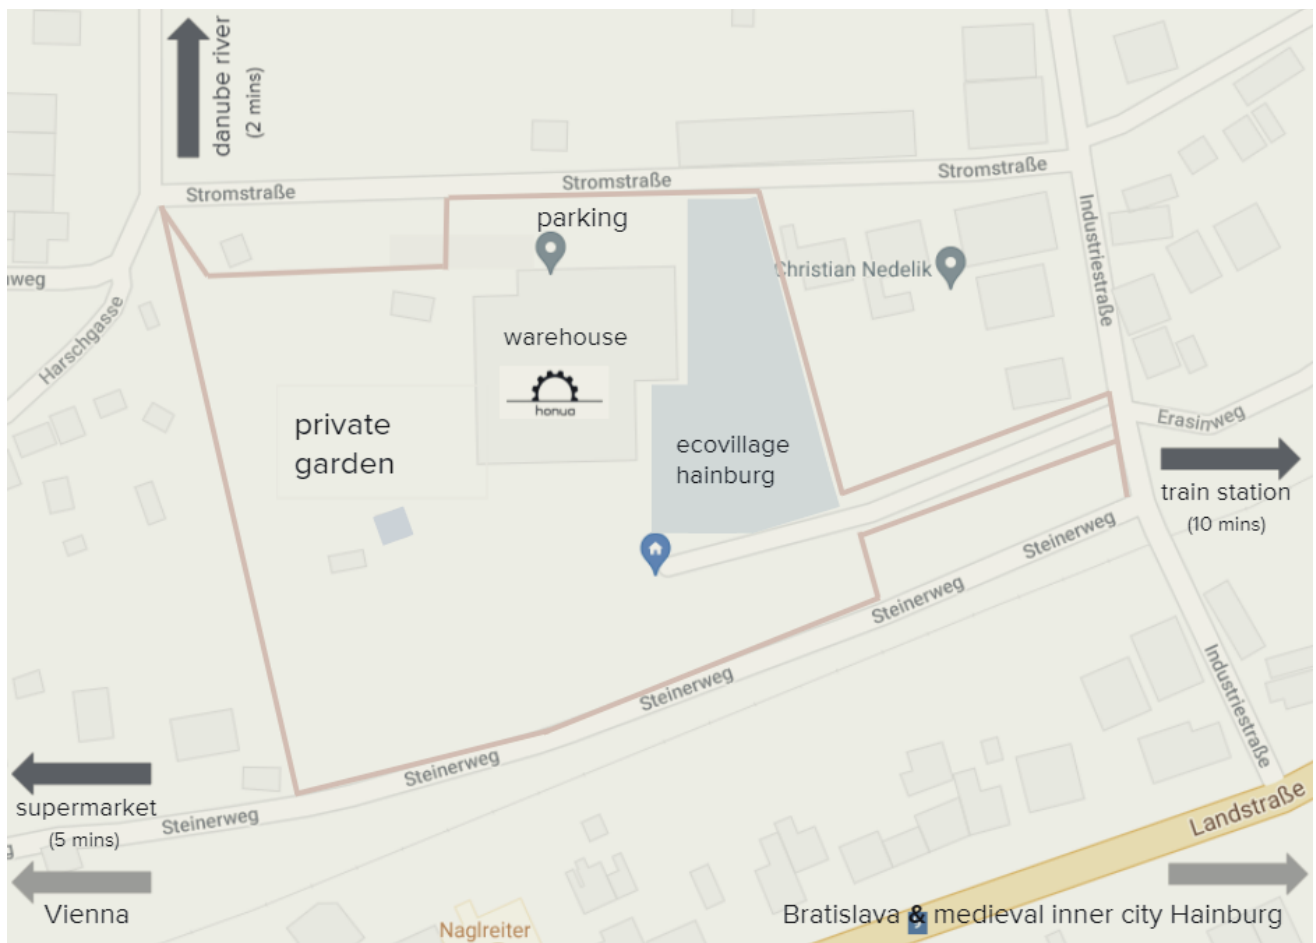 danube river
(2 mins)
Stromstraße
Stromstraße
Stromstraße
parking
Christian Nedelik
Industriestraße
Harschgasse
warehouse
honua
private
garden
ecovillage
hainburg
Erasinweg
train station
(10 mins)
Steinerweg
Steinerweg
Steinerweg
Steinerweg
Steinerweg
Industriestraße
supermarket
(5 mins)
Landstraße
Vienna
Naglreiter
Bratislava & medieval inner city Hainburg